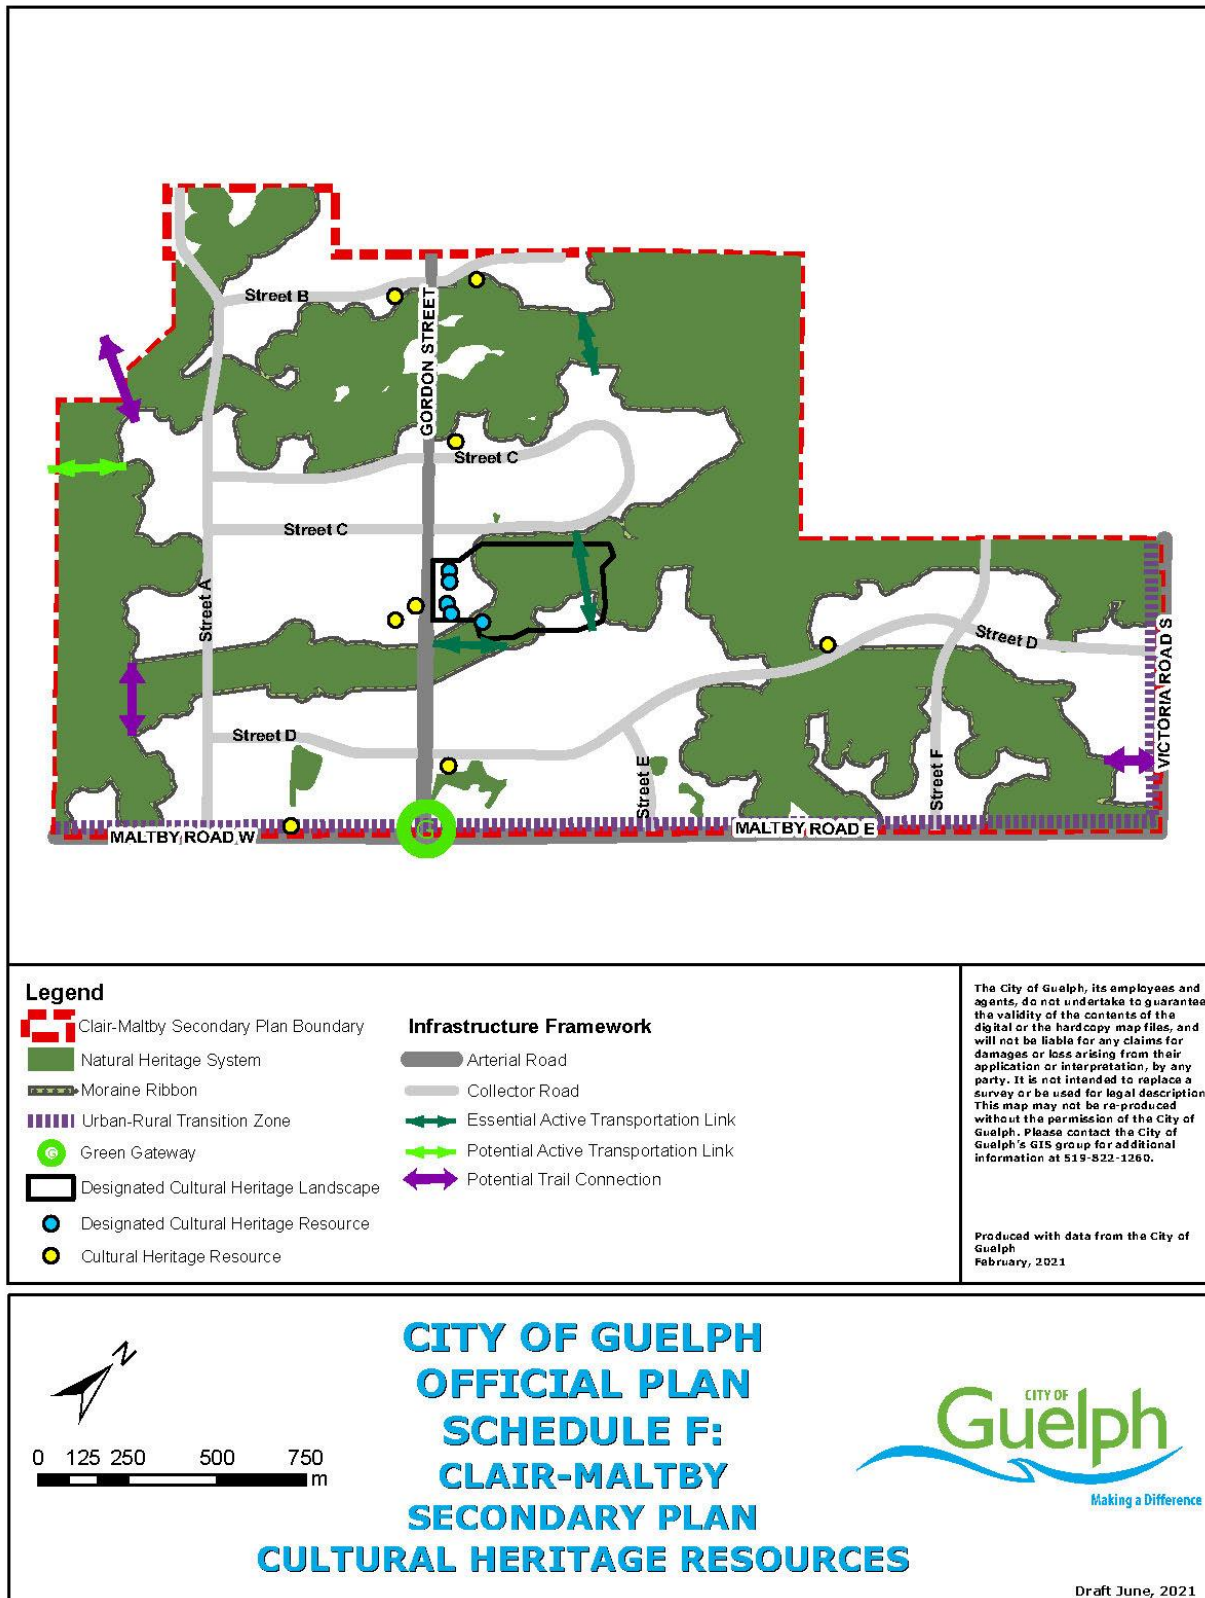 Street B
GORDON STREET
Street C
Street C
Street A
Street D
Street D
Street E
Street F
VICTORIA ROAD S
MALTBY ROAD W
G
MALTBY ROAD E
Legend
Clair-Maltby Secondary Plan Boundary
Natural Heritage System
Moraine Ribbon
Urban-Rural Transition Zone
G
Green Gateway
Designated Cultural Heritage Landscape
Designated Cultural Heritage Resource
Cultural Heritage Resource
Infrastructure Framework
Arterial Road
Collector Road
Essential Active Transportation Link
Potential Active Transportation Link
Potential Trail Connection
The City of Guelph, its employees and
agents, do not undertake to guarantee
the validity of the contents of the
digital or the hardcopy map files, and
will not be liable for any claims for
damages or loss arising from their
application or interpretation, by any
party. It is not intended to replace a
survey or be used for legal description
This map may not be re-produced
without the permission of the City of
Guelph. Please contact the City of
Guelph's GIS group for additional
information at 519-822-1260.
Produced with data from the City of
Guelph
February, 2021
N
0 125 250 500 750
m
CITY OF GUELPH
OFFICIAL PLAN
SCHEDULE F:
CLAIR-MALTBY
SECONDARY PLAN
CULTURAL HERITAGE RESOURCES
CITY OF
Guelph
Making a Difference
Draft June, 2021